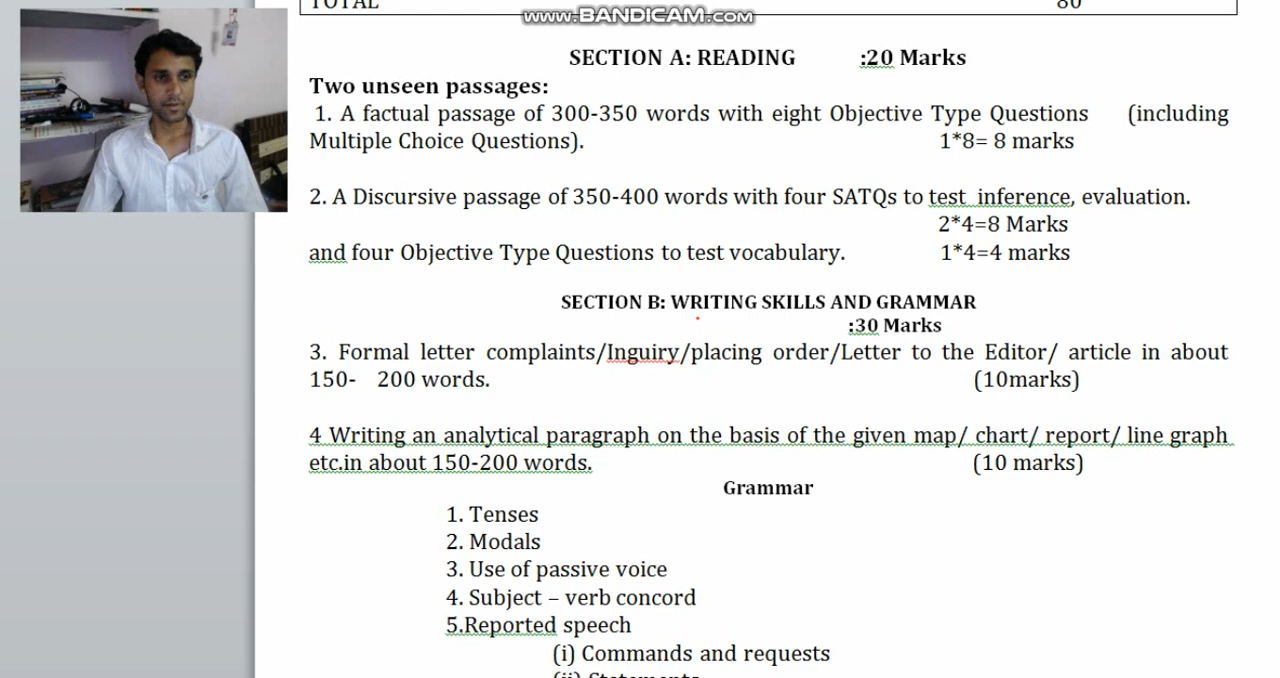 TOTAL 80
www.BANDICAM.com
SECTION A: READING :20 Marks
Two unseen passages:
1. A factual passage of 300-350 words with eight Objective Type Questions (including
Multiple Choice Questions). 1*8= 8 marks
2. A Discursive passage of 350-400 words with four SATQs to test inference, evaluation.
2*4=8 Marks
and four Objective Type Questions to test vocabulary. 1*4=4 marks
SECTION B: WRITING SKILLS AND GRAMMAR
:30 Marks
3. Formal letter complaints/Inguiry/placing order/Letter to the Editor/ article in about
150- 200 words. (10marks)
4 Writing an analytical paragraph on the basis of the given map/ chart/ report/ line graph
etc.in about 150-200 words. (10 marks)
Grammar
1. Tenses
2. Modals
3. Use of passive voice
4. Subject – verb concord
5.Reported speech
(i) Commands and requests
(ii) Statements